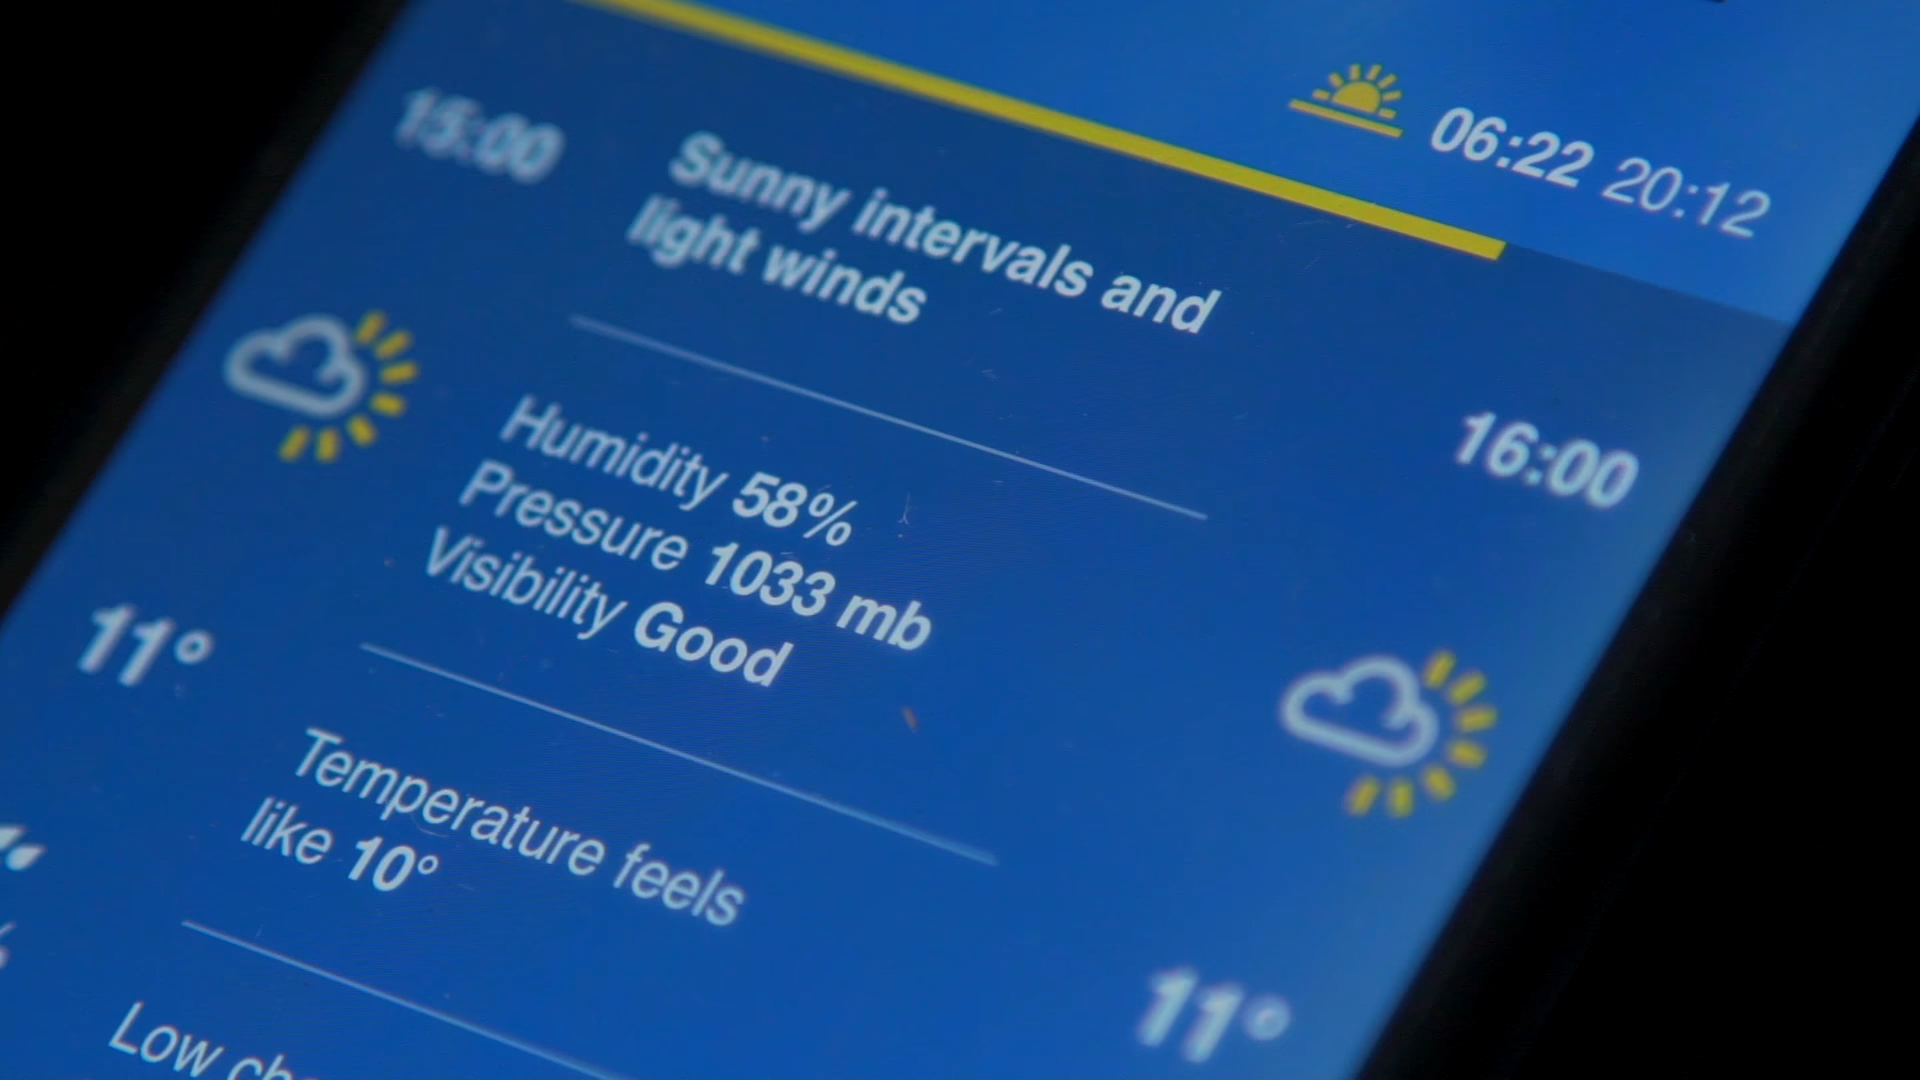 06:22 20:12
15:00
Sunny intervals and
light winds
16:00
Humidity 58%
Pressure 1033 mb
Visibility Good
11°
Temperature feels
like 10°
11°
Low